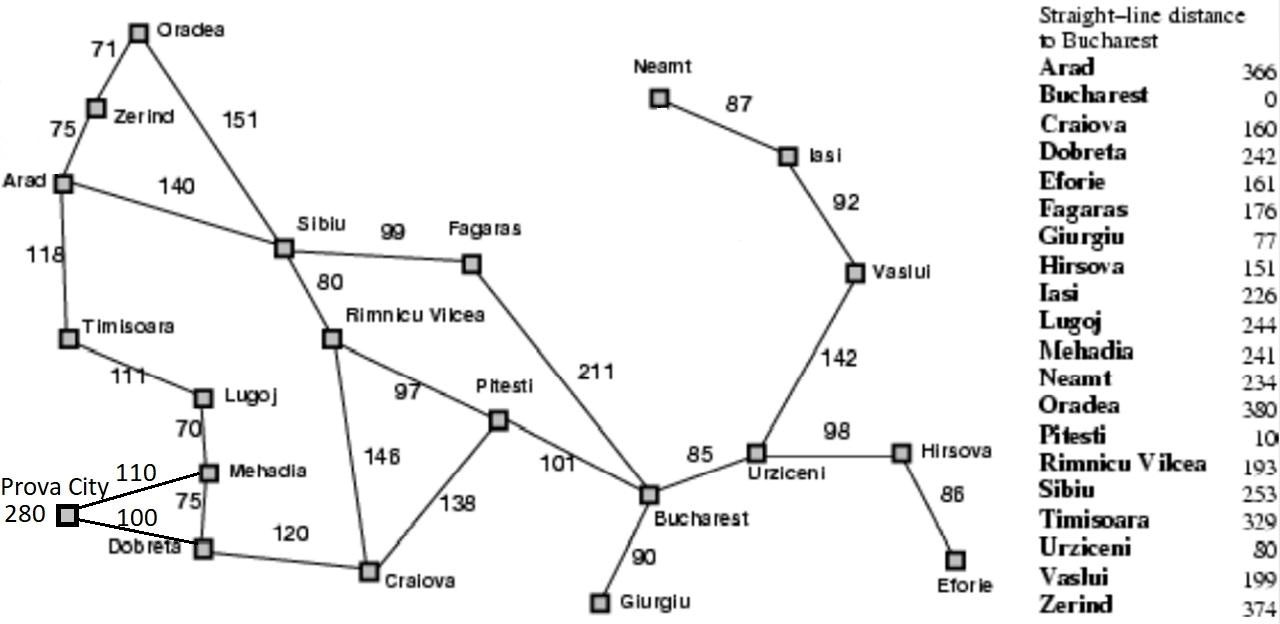 Oradea
71
Zerind
75
151
Arad
140
Sibiu
99
Fagaras
118
80
Rimnicu Vilcea
Timisoara
111
Lugoj
70
97
Pitesti
211
146
101
138
Mehadia
110
Prova City
280
75
100
Dobreta
120
Craiova
Neamt
87
Iasi
92
Vaslui
142
98
Hirsova
85
Urziceni
86
Bucharest
90
Giurgiu
Eforie
Straight–line distance
to Bucharest
Arad 366
Bucharest 0
Craiova 160
Dobreta 242
Eforie 161
Fagaras 176
Giurgiu 77
Hirsova 151
Iasi 226
Lugoj 244
Mehadia 241
Neamt 234
Oradea 380
Pitesti 10
Rimnicu Vilcea 193
Sibiu 253
Timisoara 329
Urziceni 80
Vaslui 199
Zerind 374